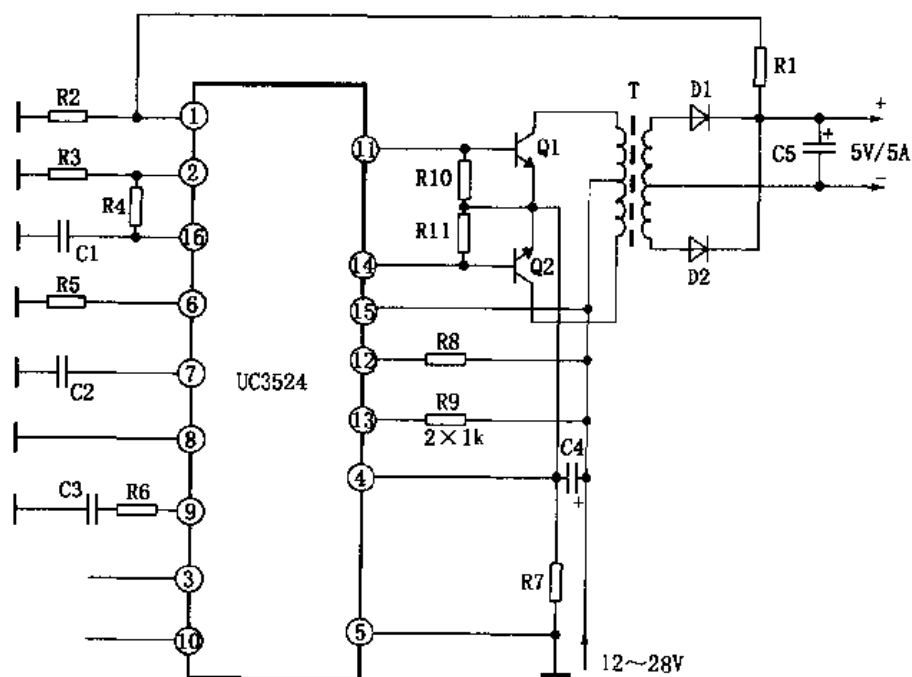 R1
R2
1
T
D1
+
11
Q1
C5
+
5V/5A
R3
2
R10
−
R4
R11
C1
16
14
Q2
D2
R5
6
15
12
R8
C2
7
UC3524
13
R9
2×1k
8
C4
4
+
C3
R6
9
3
R7
10
5
12~28V